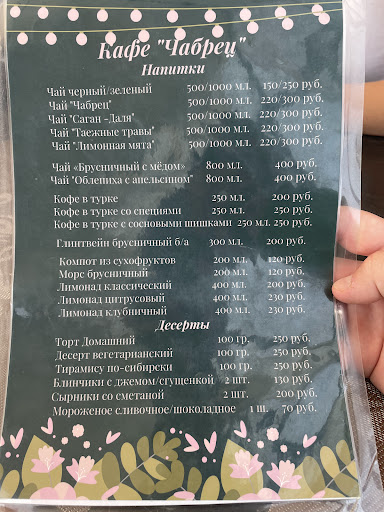 Кафе "Чабрец"
Напитки
Чай черный/зеленый 500/1000 мл. 150/250 руб.
Чай "Чабрец" 500/1000 мл. 220/300 руб.
Чай "Саган -Даля" 500/1000 мл. 220/300 руб.
Чай "Таежные травы" 500/1000 мл. 220/300 руб.
Чай "Лимонная мята" 500/1000 мл. 220/300 руб.
Чай «Брусничный с мёдом» 800 мл. 400 руб.
Чай "Облепиха с апельсином" 800 мл. 400 руб.
Кофе в турке 250 мл. 200 руб.
Кофе в турке со специями 250 мл. 250 руб.
Кофе в турке с сосновыми шишками 250 мл. 250 руб.
Глинтвейн брусничный б/а 300 мл. 200 руб.
Компот из сухофруктов 200 мл. 120 руб.
Морс брусничный 200 мл. 120 руб.
Лимонад классический 400 мл. 200 руб.
Лимонад цитрусовый 400 мл. 230 руб.
Лимонад клубничный 400 мл. 230 руб.
Десерты
Торт Домашний 100 гр. 250 руб.
Десерт вегетарианский 100 гр. 250 руб.
Тирамису по-сибирски 100 гр. 250 руб.
Блинчики с джемом/сгущенкой 2 шт. 130 руб.
Сырники со сметаной 2 шт. 200 руб.
Мороженое сливочное/шоколадное 1 ш. 70 руб.